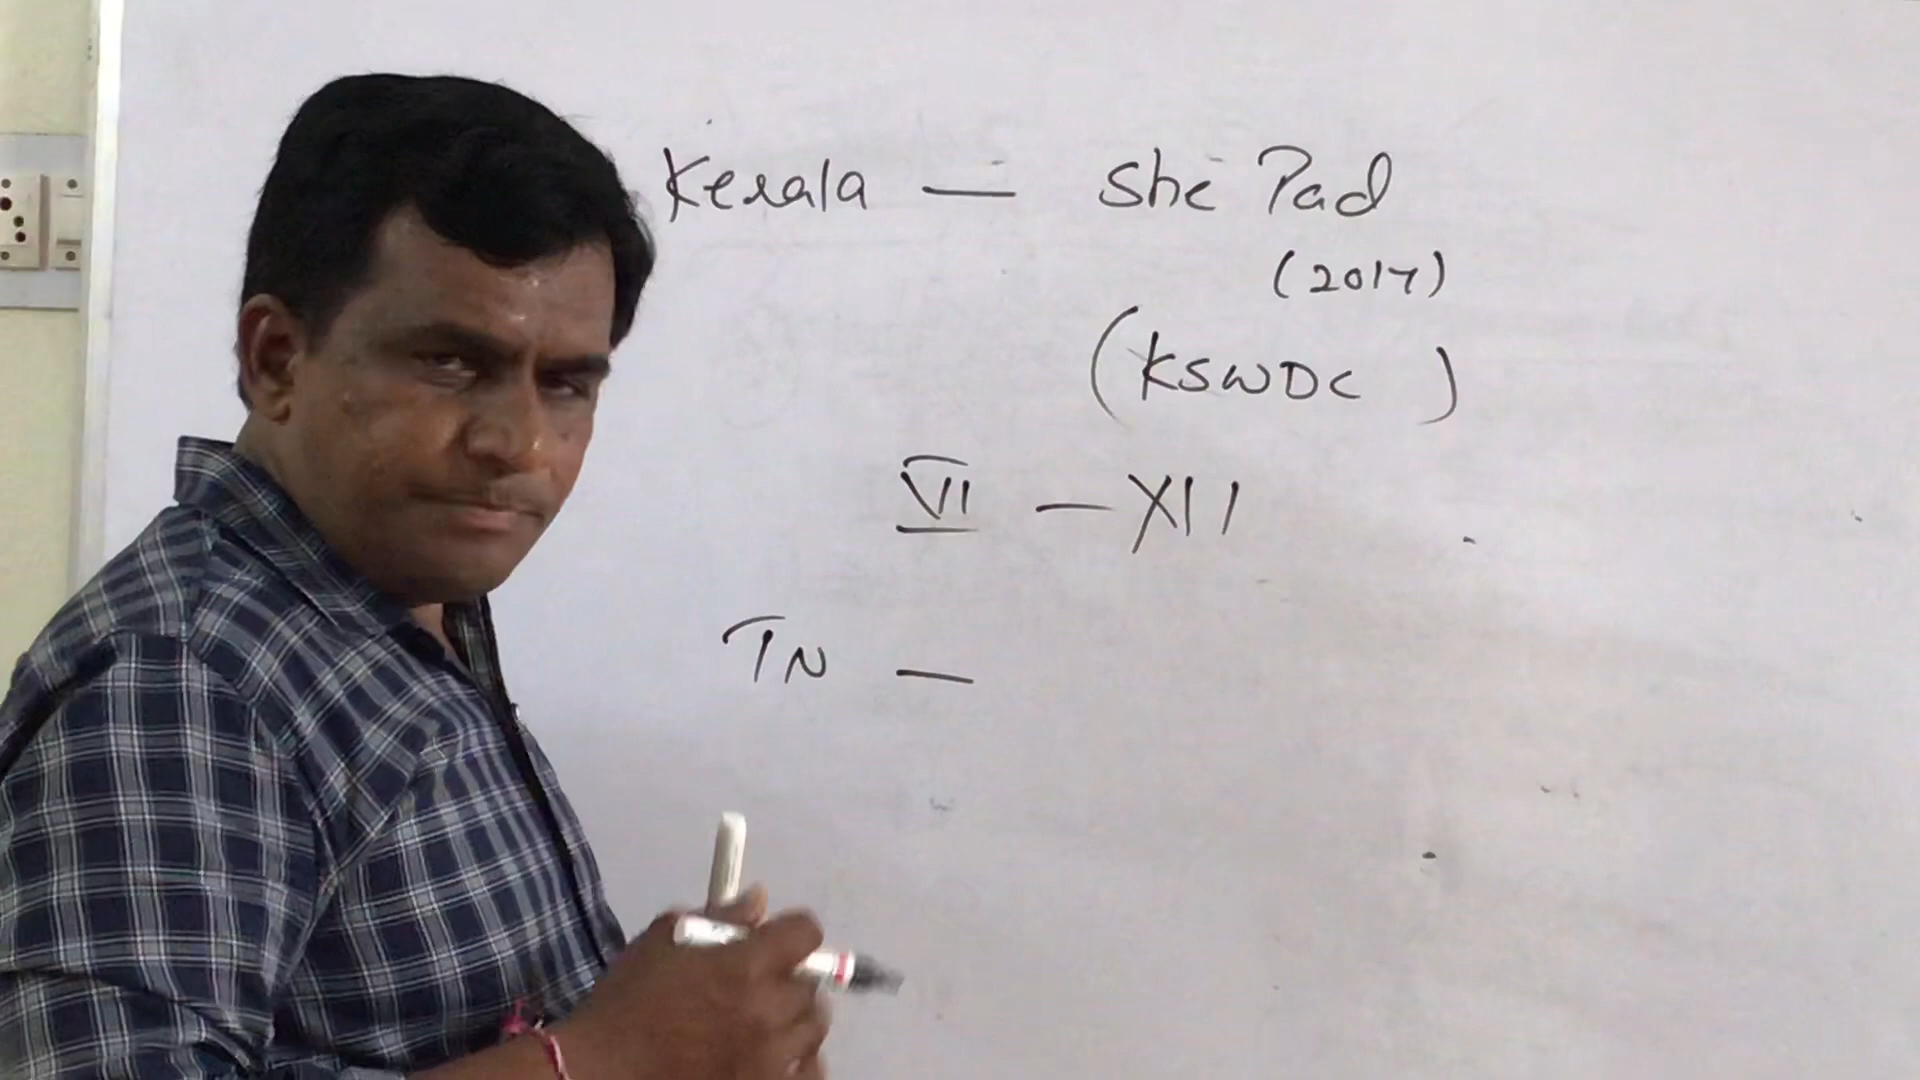 Kerala — She Pad
(2017)
(KSWDC)
VI — XII
TN —